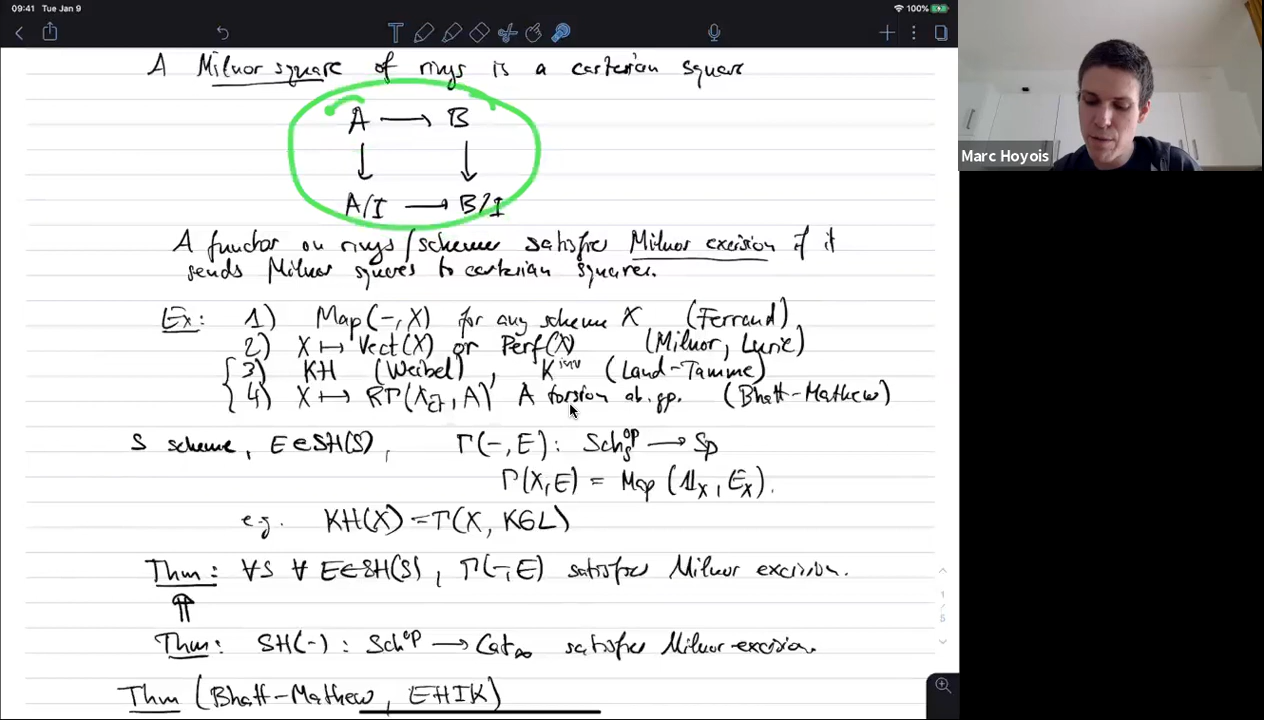 09:41 Tue Jan 9
100%
A Milnor square of rings is a cartesian square
A → B
↓ ↓
A/I → B/I
A functor on rings/scheme satisfies Milnor excision if it
sends Milnor squares to cartesian squares.
Ex: 1) Map(-, X) for any scheme X (Ferrand)
2) X ↦ Vect(X) or Perf(X) (Milnor, Lurie)
3) KH (Weibel), K^inv (Land-Tamme)
4) X ↦ RΓ(X_ét, A) A torsion ab. gp. (Bhatt-Mathew)
S scheme, E∈SH(S), Γ(-, E): Sch_S^op → Sp
Γ(X, E) = Map(𝟙_X, E_X).
e.g. KH(X) = Γ(X, KGL)
Thm: ∀S ∀ E∈SH(S), Γ(-, E) satisfies Milnor excision.
⇑
Thm: SH(-): Sch^op → Cat_∞ satisfies Milnor excision.
Thm (Bhatt-Mathew, EHIK)
Marc Hoyois
1
/
5